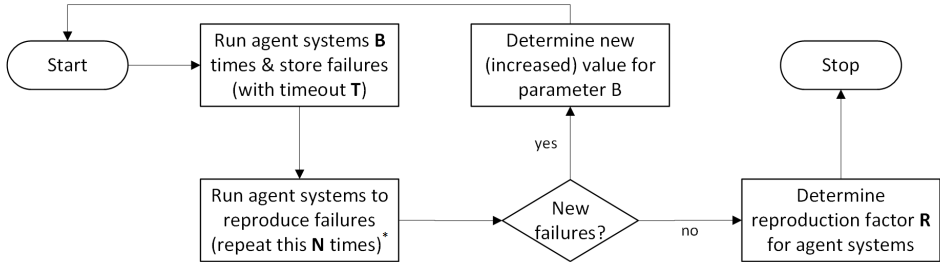 Start
Run agent systems B
times & store failures
(with timeout T)
Determine new
(increased) value for
parameter B
Stop
yes
Run agent systems to
reproduce failures
(repeat this N times)*
New
failures?
no
Determine
reproduction factor R
for agent systems